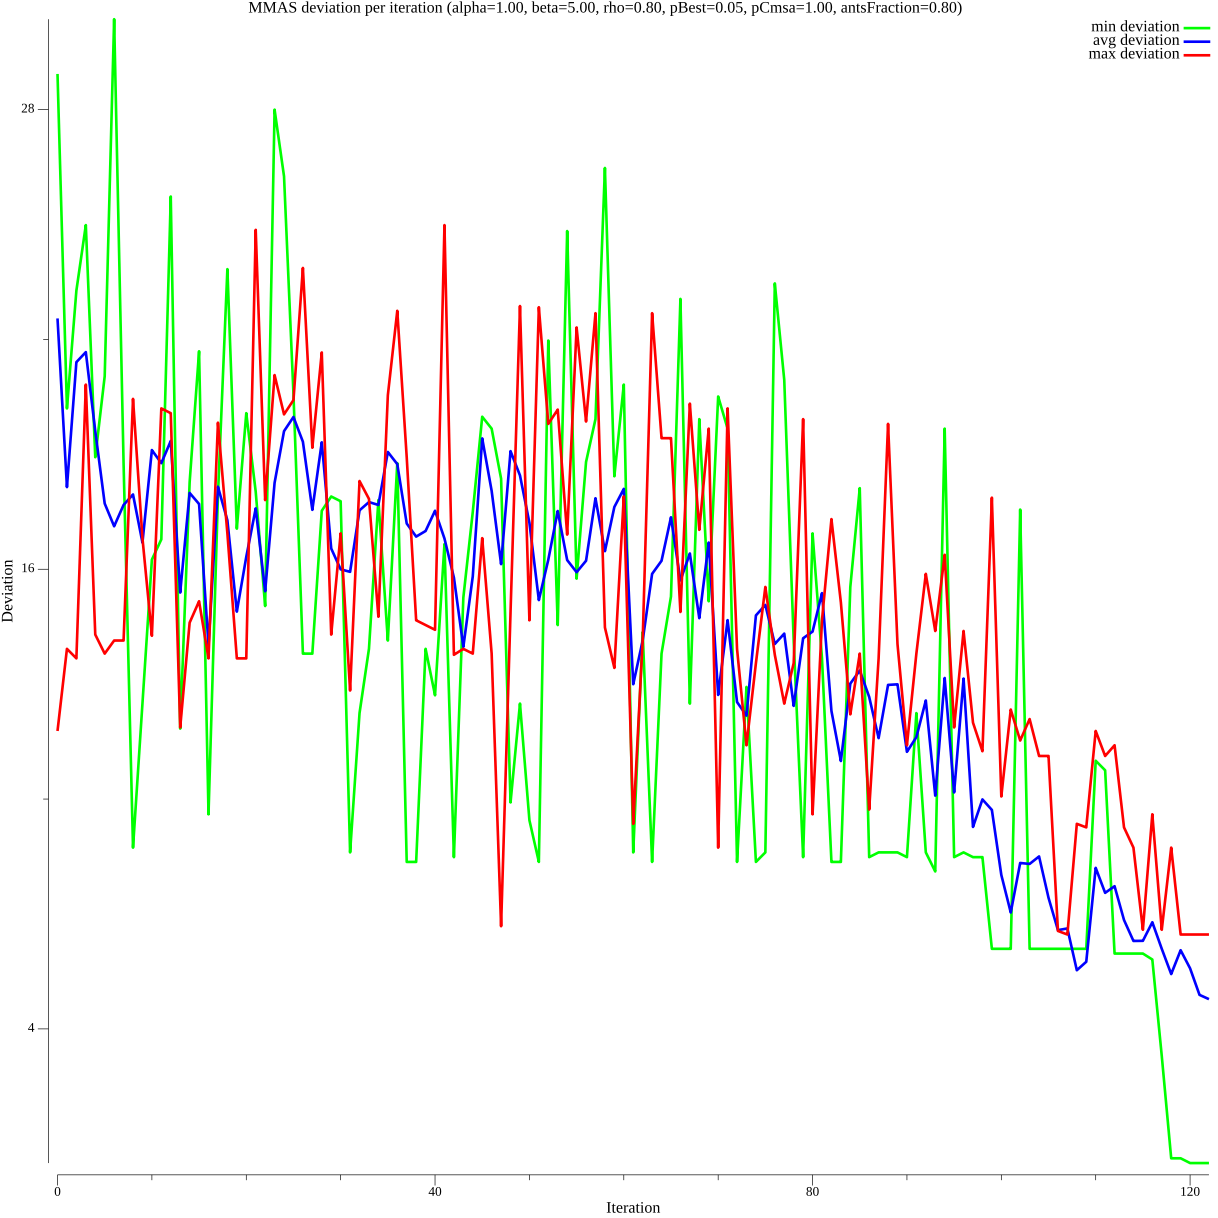 MMAS deviation per iteration (alpha=1.00, beta=5.00, rho=0.80, pBest=0.05, pCmsa=1.00, antsFraction=0.80)
min deviation
avg deviation
max deviation
28
16
4
Deviation
0
40
80
120
Iteration